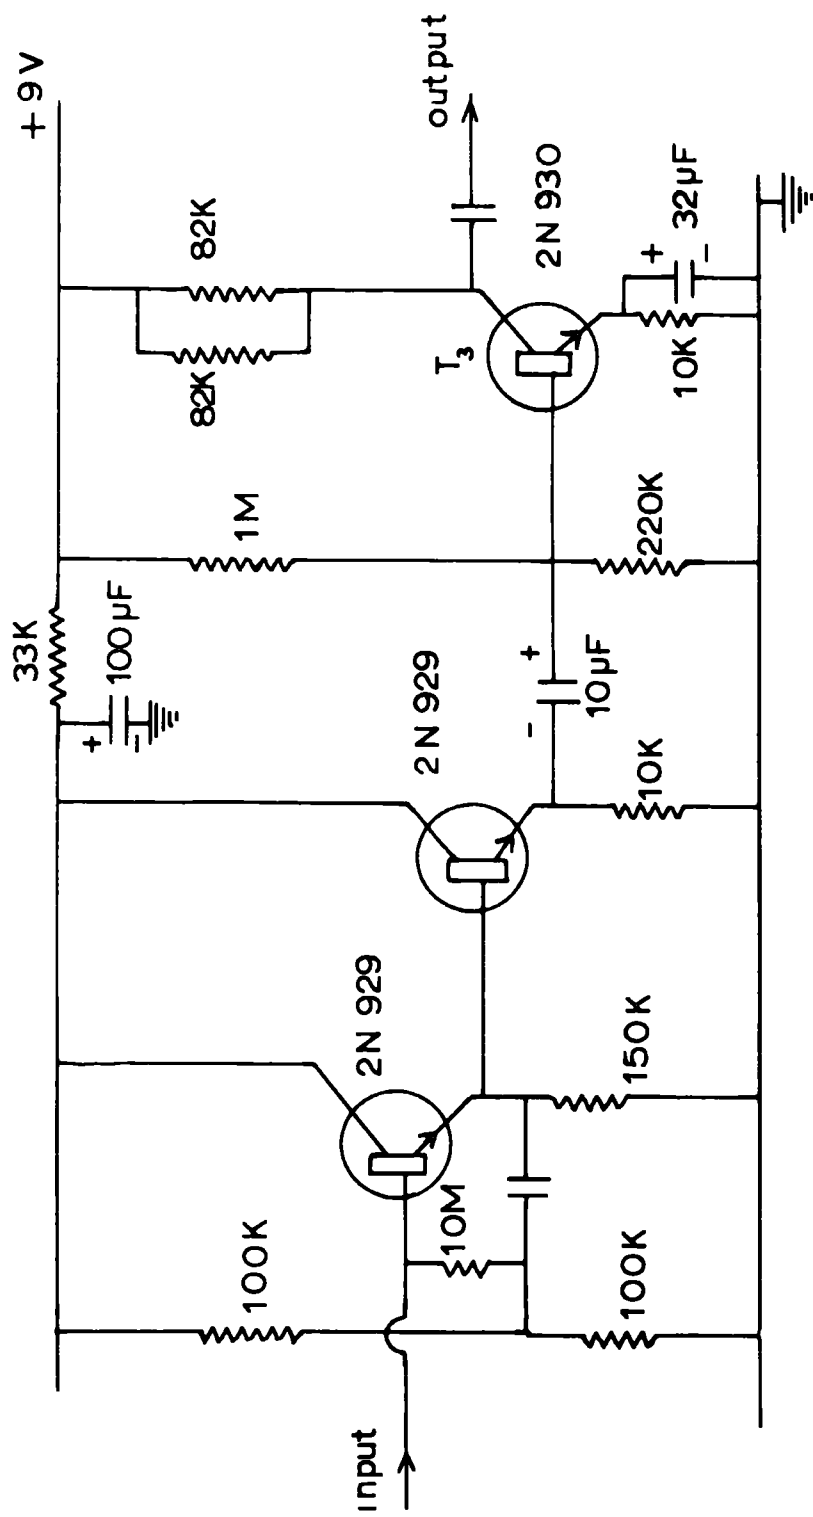 +9V
33K
100µF
+
-
82K
82K
1M
100K
output
2N 929
2N 929
2N 930
T3
input
10M
+
-
10µF
100K
150K
10K
220K
10K
+
-
32µF